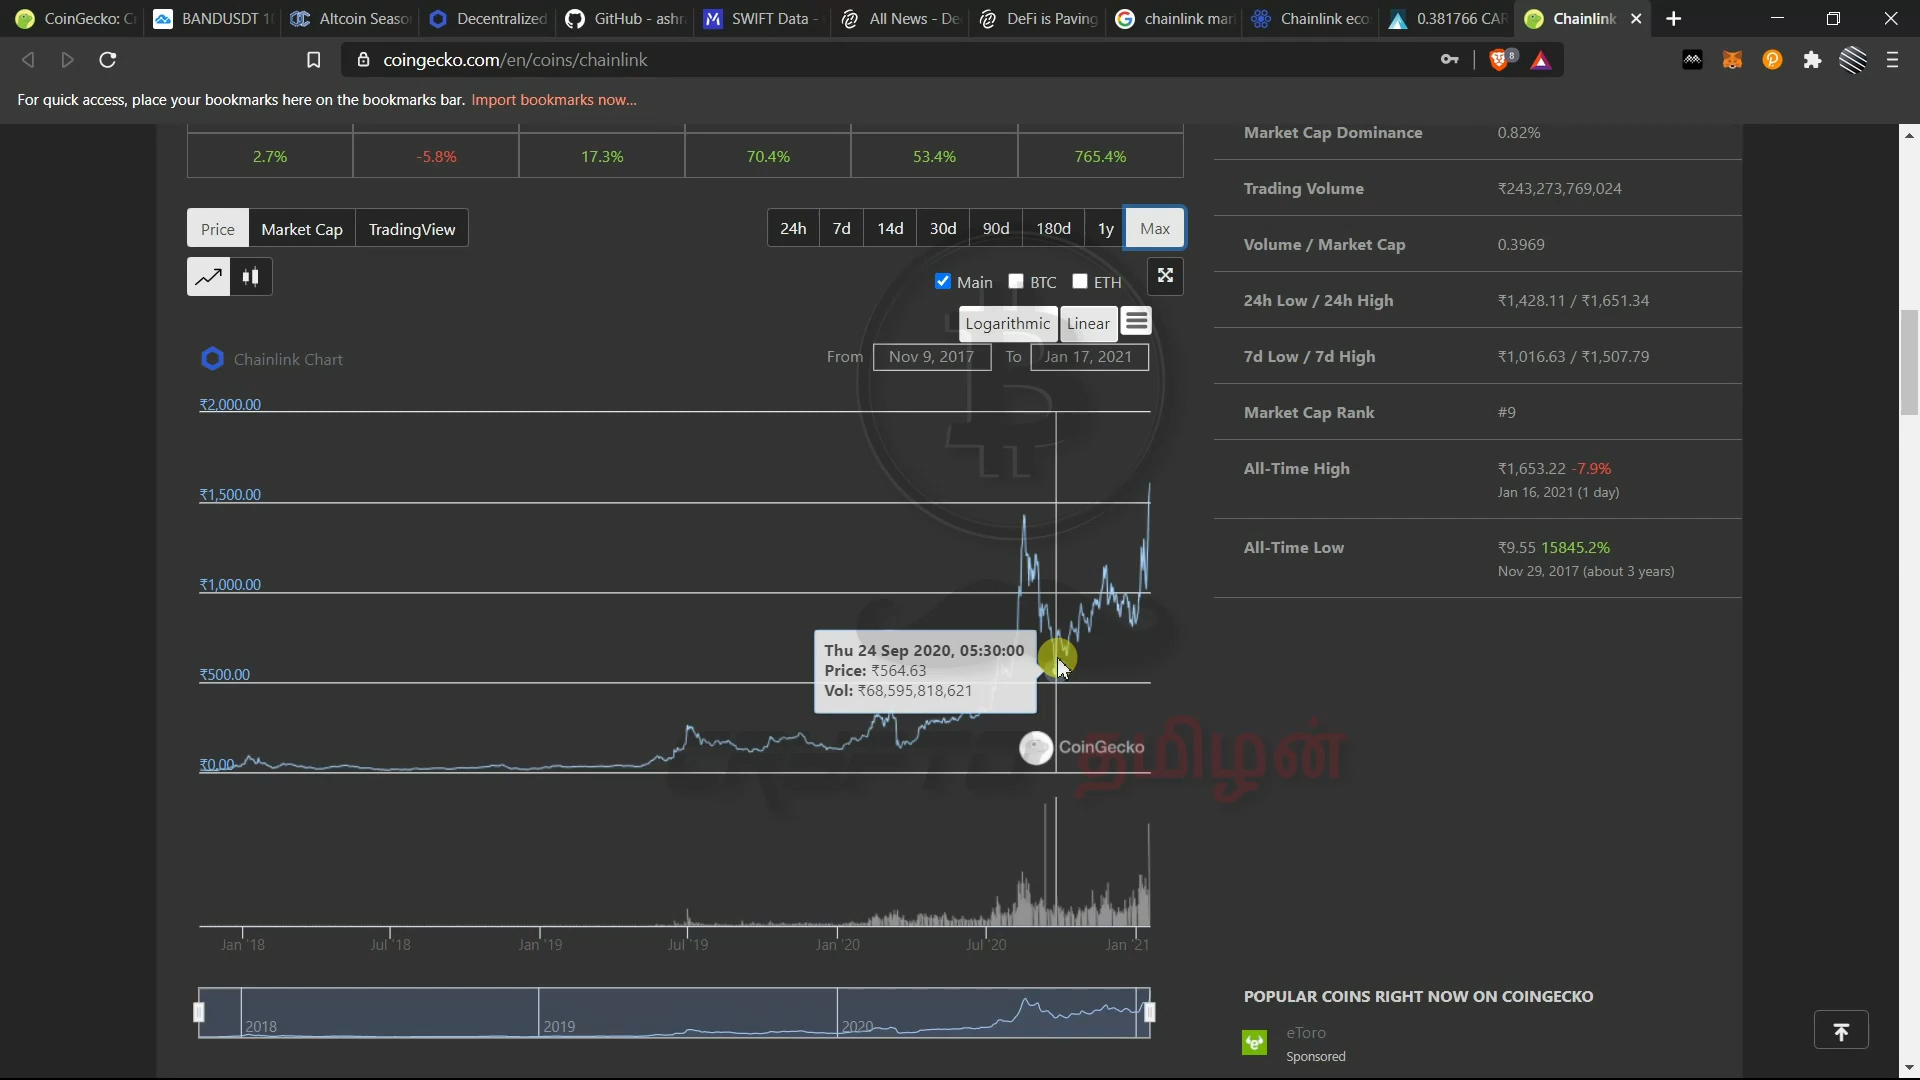 CoinGecko: C
BANDUSDT 1
Altcoin Seaso
Decentralized
GitHub - ashr
SWIFT Data -
All News - De
DeFi is Paving
chainlink mar
Chainlink eco
0.381766 CAR
Chainlink
coingecko.com/en/coins/chainlink
8
For quick access, place your bookmarks here on the bookmarks bar. Import bookmarks now...
2.7% -5.8% 17.3% 70.4% 53.4% 765.4%
Price Market Cap TradingView
24h 7d 14d 30d 90d 180d 1y Max
Main BTC ETH
Logarithmic Linear
Chainlink Chart
From Nov 9, 2017 To Jan 17, 2021
₹2,000.00
₹1,500.00
₹1,000.00
₹500.00
₹0.00
Thu 24 Sep 2020, 05:30:00
Price: ₹564.63
Vol: ₹68,595,818,621
CoinGecko
தமிழன்
Jan '18 Jul '18 Jan '19 Jul '19 Jan '20 Jul '20 Jan '21
2018 2019 2020
Market Cap Dominance 0.82%
Trading Volume ₹243,273,769,024
Volume / Market Cap 0.3969
24h Low / 24h High ₹1,428.11 / ₹1,651.34
7d Low / 7d High ₹1,016.63 / ₹1,507.79
Market Cap Rank #9
All-Time High ₹1,653.22 -7.9%
Jan 16, 2021 (1 day)
All-Time Low ₹9.55 15845.2%
Nov 29, 2017 (about 3 years)
POPULAR COINS RIGHT NOW ON COINGECKO
eToro
Sponsored